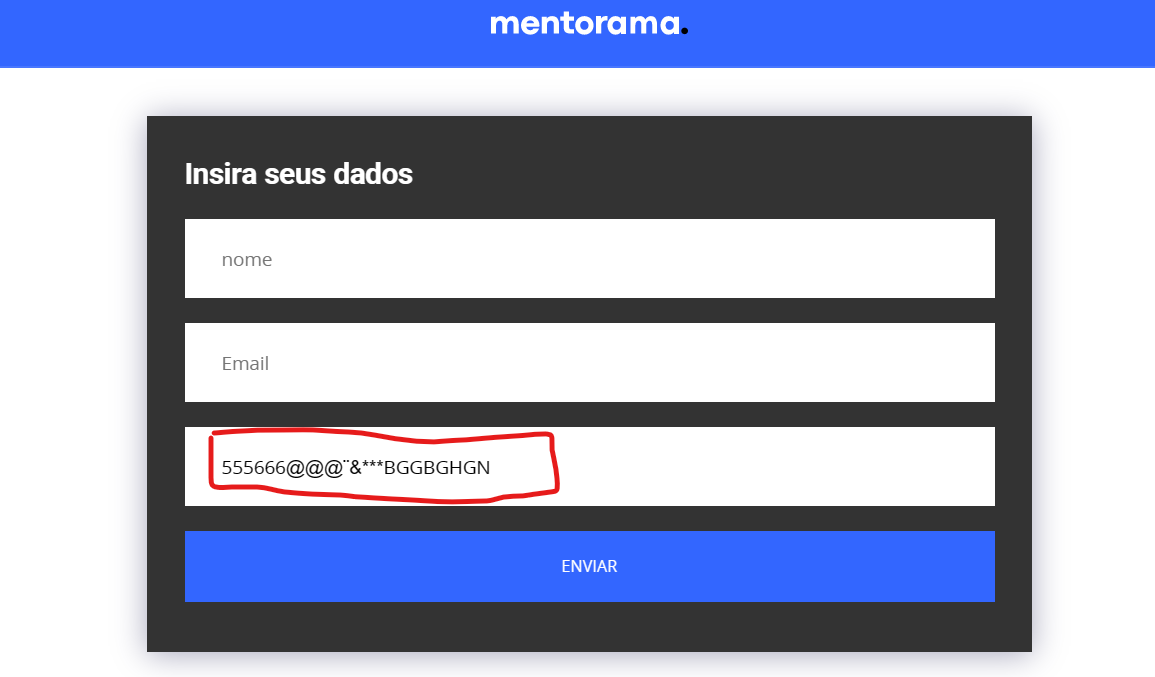 mentorama.
Insira seus dados
nome
Email
555666@@@¨&***BGGBGHGN
ENVIAR